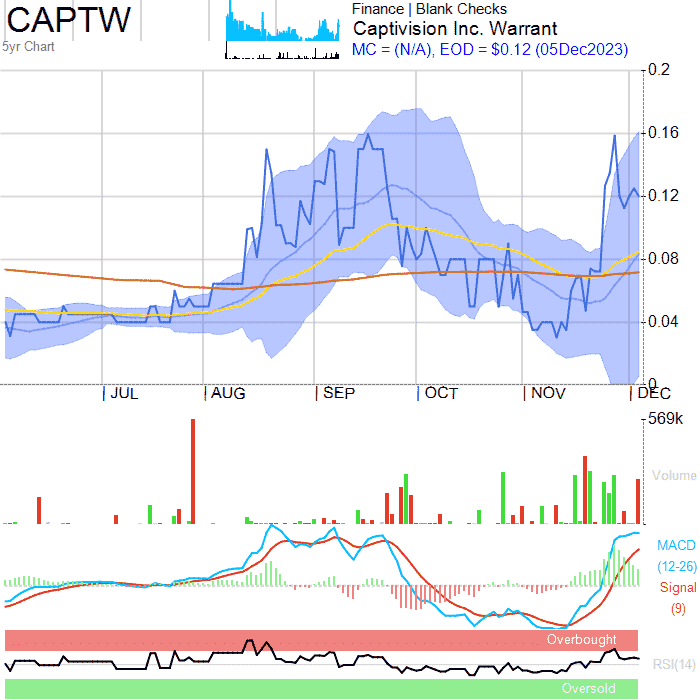 CAPTW
5yr Chart
Finance | Blank Checks
Captivision Inc. Warrant
MC = (N/A), EOD = $0.12 (05Dec2023)
0.2
0.16
0.12
0.08
0.04
0
JUL
AUG
SEP
OCT
NOV
DEC
569k
Volume
MACD
(12-26)
Signal
(9)
Overbought
RSI(14)
Oversold